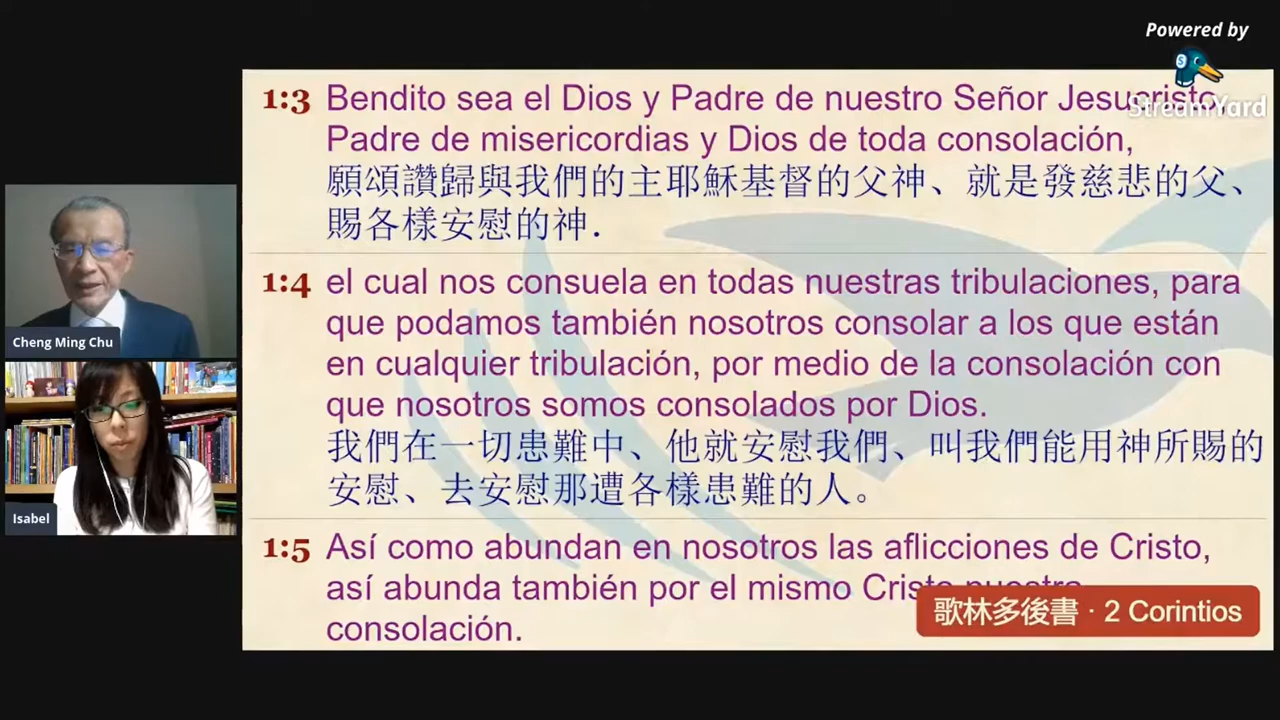 Powered by
StreamYard
1:3 Bendito sea el Dios y Padre de nuestro Señor Jesucristo,
Padre de misericordias y Dios de toda consolación,
願頌讚歸與我們的主耶穌基督的父神、就是發慈悲的父、
賜各樣安慰的神.
1:4 el cual nos consuela en todas nuestras tribulaciones, para
que podamos también nosotros consolar a los que están
en cualquier tribulación, por medio de la consolación con
que nosotros somos consolados por Dios.
我們在一切患難中、他就安慰我們、叫我們能用神所賜的
安慰、去安慰那遭各樣患難的人。
1:5 Así como abundan en nosotros las aflicciones de Cristo,
así abunda también por el mismo Cristo nuestra
consolación.
歌林多後書 · 2 Corintios
Cheng Ming Chu
Isabel